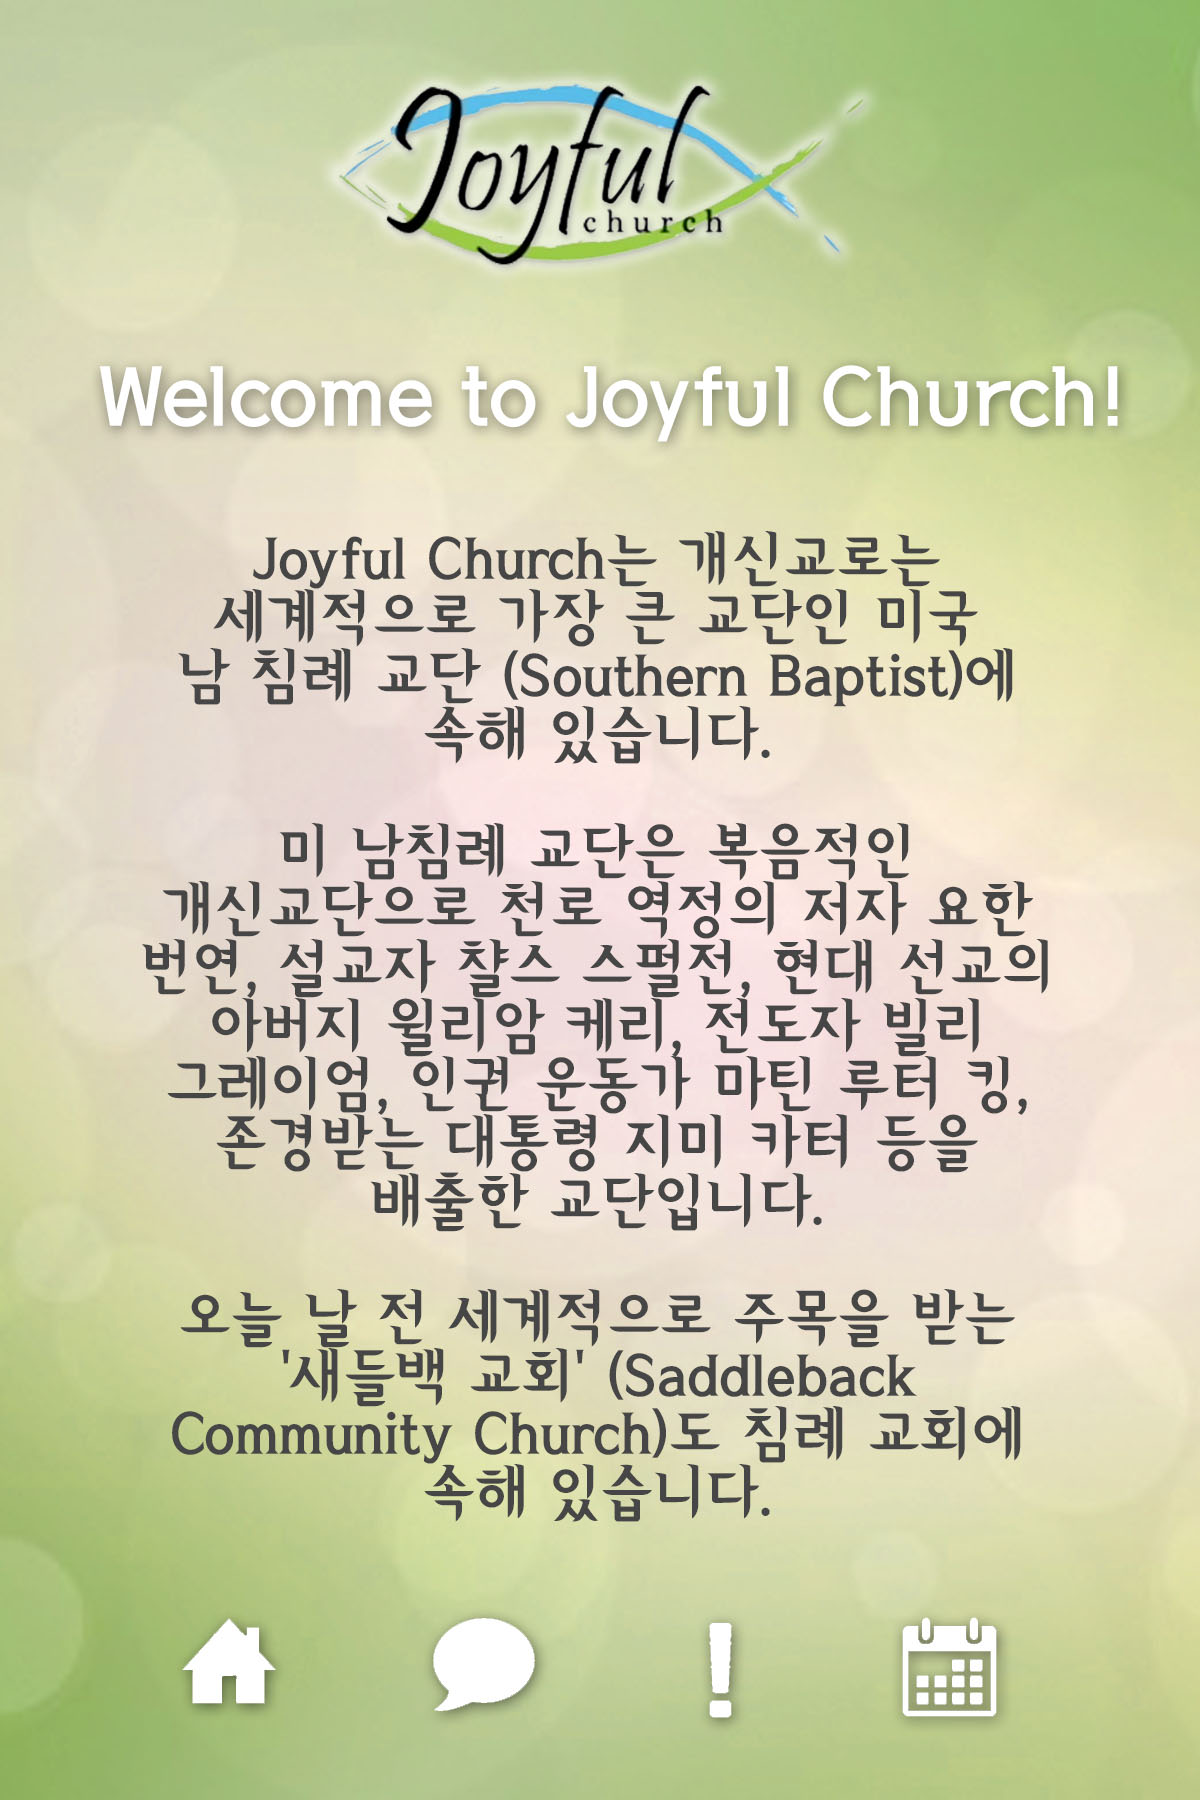 Joyful
church
Welcome to Joyful Church!
Joyful Church는 개신교로는
세계적으로 가장 큰 교단인 미국
남 침례 교단 (Southern Baptist)에
속해 있습니다.
미 남침례 교단은 복음적인
개신교단으로 천로 역정의 저자 요한
번연, 설교자 챨스 스펄전, 현대 선교의
아버지 윌리암 케리, 전도자 빌리
그레이엄, 인권 운동가 마틴 루터 킹,
존경받는 대통령 지미 카터 등을
배출한 교단입니다.
오늘 날 전 세계적으로 주목을 받는
'새들백 교회' (Saddleback
Community Church)도 침례 교회에
속해 있습니다.